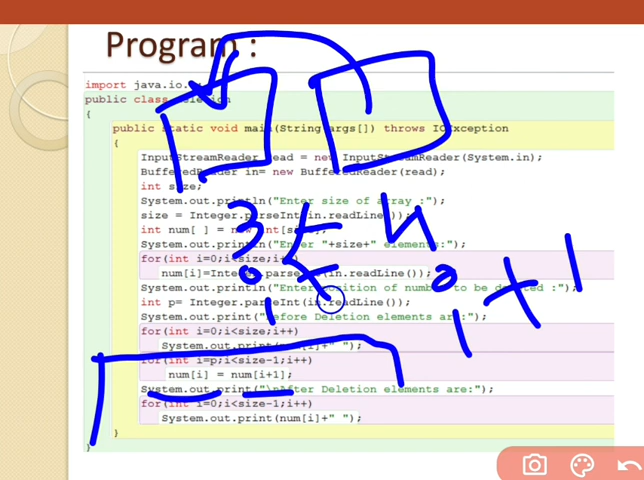 Program :
import java.io.
public class
{
public static void main(String args[]) throws IOException
{
InputStreamReader read = new InputStreamReader(System.in);
BufferedReader in= new BufferedReader(read);
int size;
System.out.println("Enter size of array :");
size = Integer.parseInt(in.readLine());
int num[ ] = new int[size];
System.out.println("Enter "+size+" elements:");
for(int i=0;i<size;i++)
num[i]=Integer.parseInt(in.readLine());
System.out.println("Enter position of number to be deleted :");
int p= Integer.parseInt(in.readLine());
System.out.println("Before Deletion elements are:");
for(int i=0;i<size;i++)
System.out.print(num[i]+" ");
for(int i=p;i<size-1;i++)
num[i] = num[i+1];
System.out.print("\nAfter Deletion elements are:");
for(int i=0;i<size-1;i++)
System.out.print(num[i]+" ");
}
}